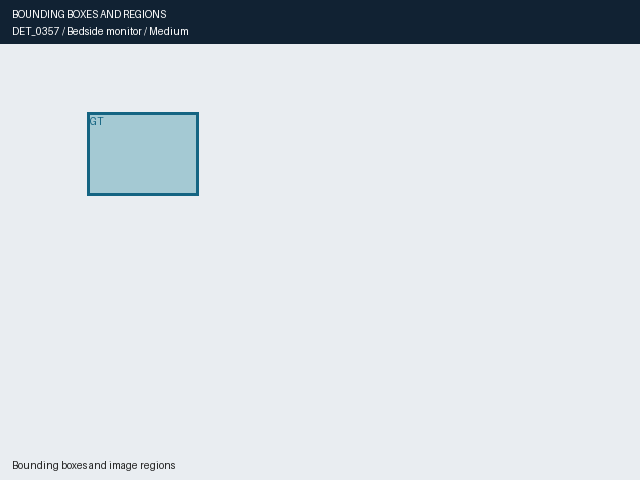 BOUNDING BOXES AND REGIONS
DET_0357 / Bedside monitor / Medium
GT
Bounding boxes and image regions